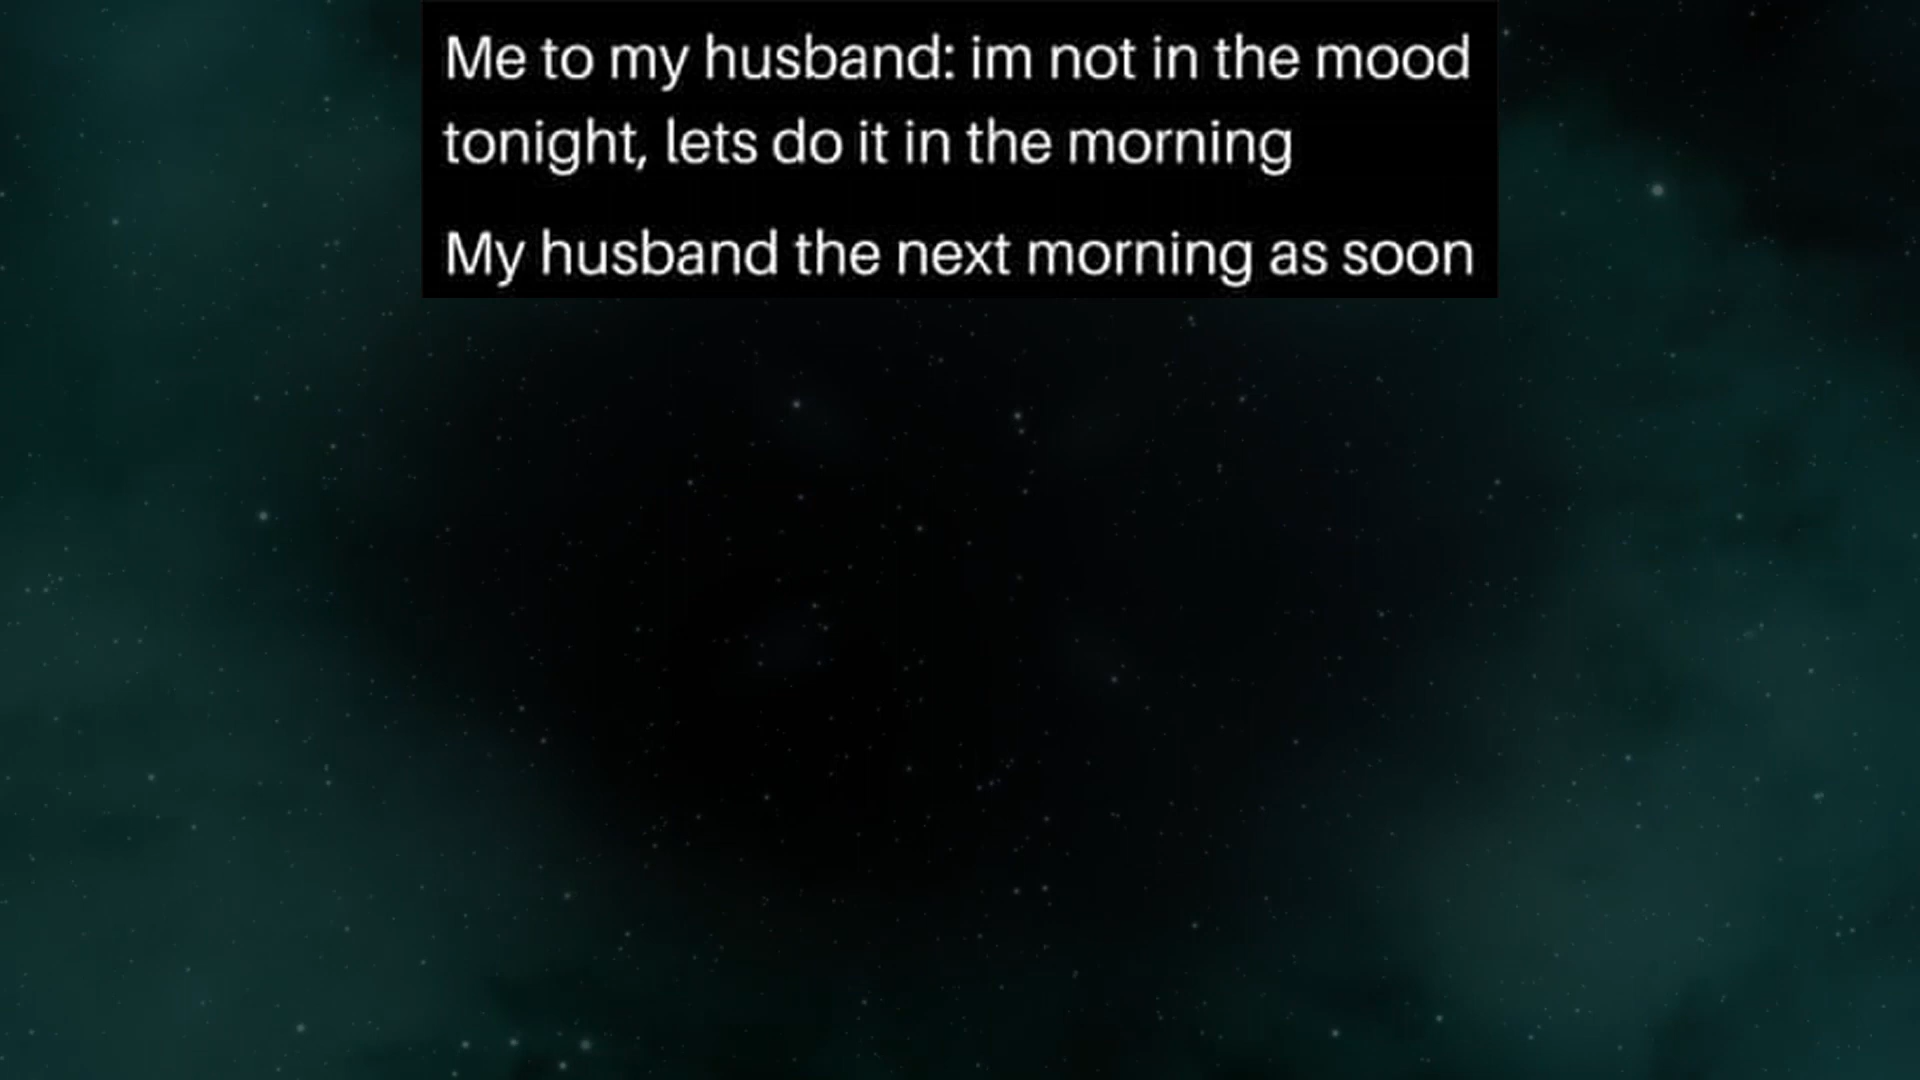 Me to my husband: im not in the mood
tonight, lets do it in the morning
My husband the next morning as soon